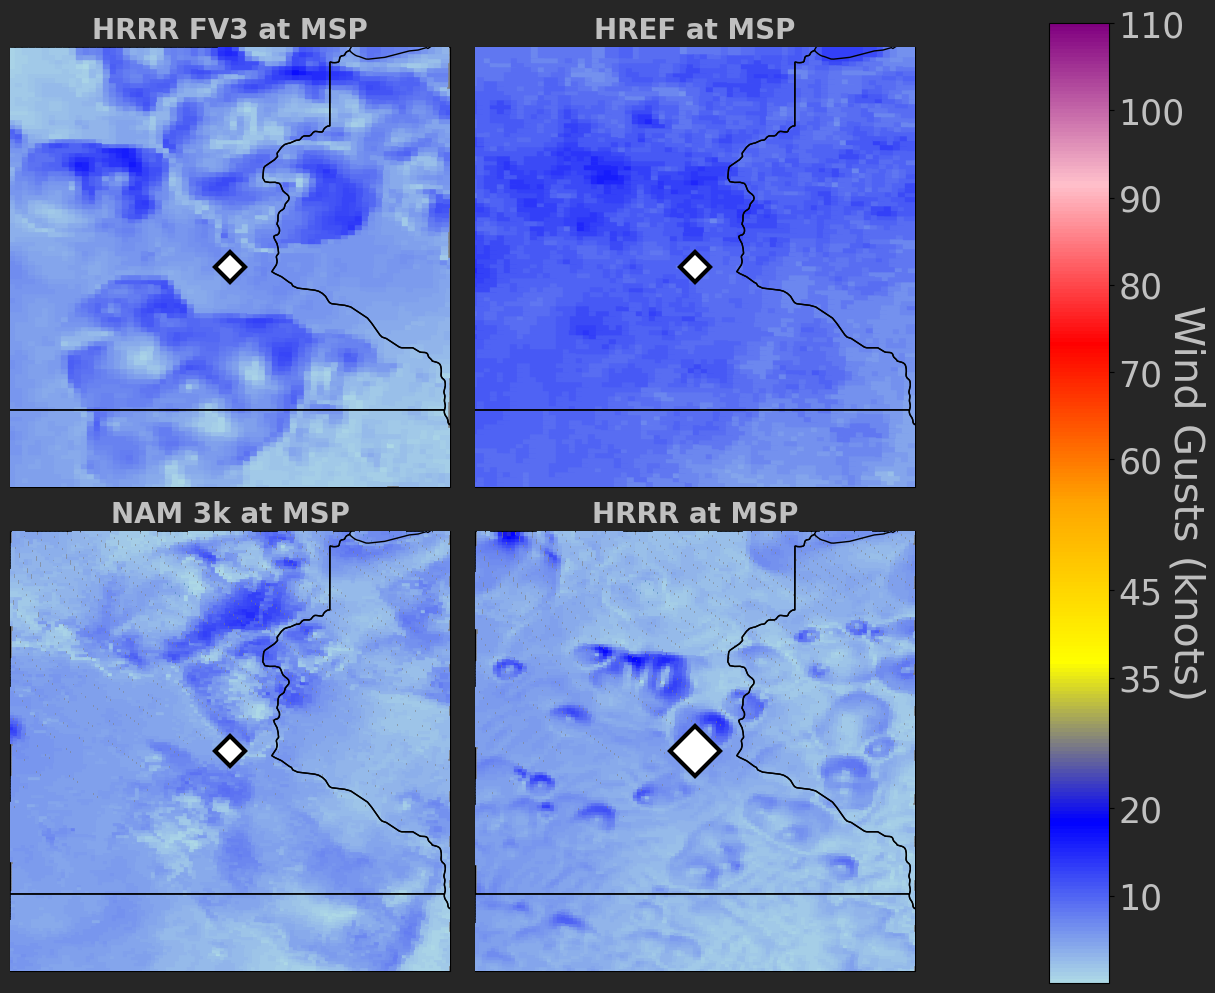 HRRR FV3 at MSP
HREF at MSP
NAM 3k at MSP
HRRR at MSP
110
100
90
80
70
60
45
35
20
10
Wind Gusts (knots)